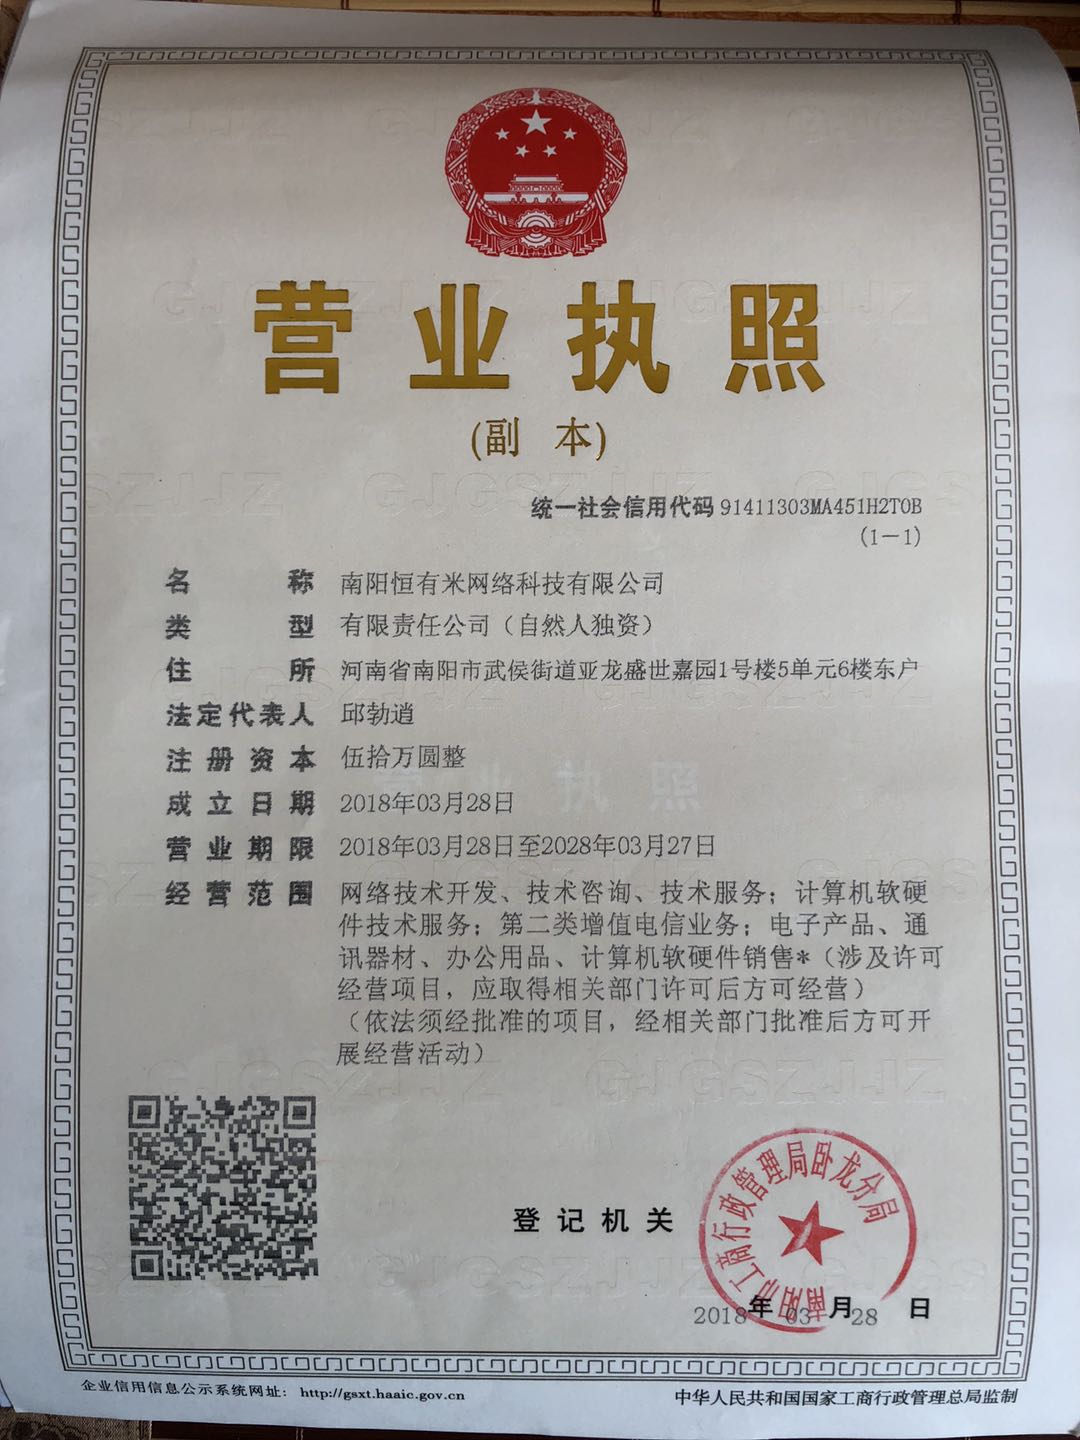 营业执照
(副 本)
统一社会信用代码 91411303MA451H2T0B
(1-1)
名称 南阳恒有米网络科技有限公司
类型 有限责任公司（自然人独资）
住所 河南省南阳市武侯街道亚龙盛世嘉园1号楼5单元6楼东户
法定代表人 邱勃逍
注册资本 伍拾万圆整
成立日期 2018年03月28日
营业期限 2018年03月28日至2028年03月27日
经营范围 网络技术开发、技术咨询、技术服务；计算机软硬
件技术服务；第二类增值电信业务；电子产品、通
讯器材、办公用品、计算机软硬件销售*（涉及许可
经营项目，应取得相关部门许可后方可经营）
（依法须经批准的项目，经相关部门批准后方可开
展经营活动）
登记机关
南阳市工商行政管理局卧龙分局
2018年03月28日
企业信用信息公示系统网址： http://gsxt.haaic.gov.cn
中华人民共和国国家工商行政管理总局监制